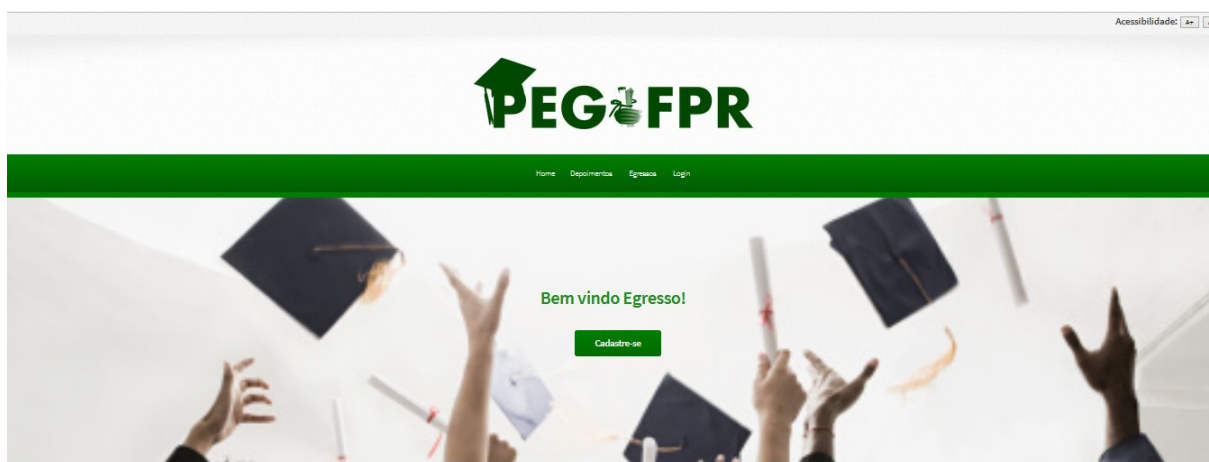 Acessibilidade: A+
PEG FPR
Home Depoimentos Egressos Login
Bem vindo Egresso!
Cadastre-se